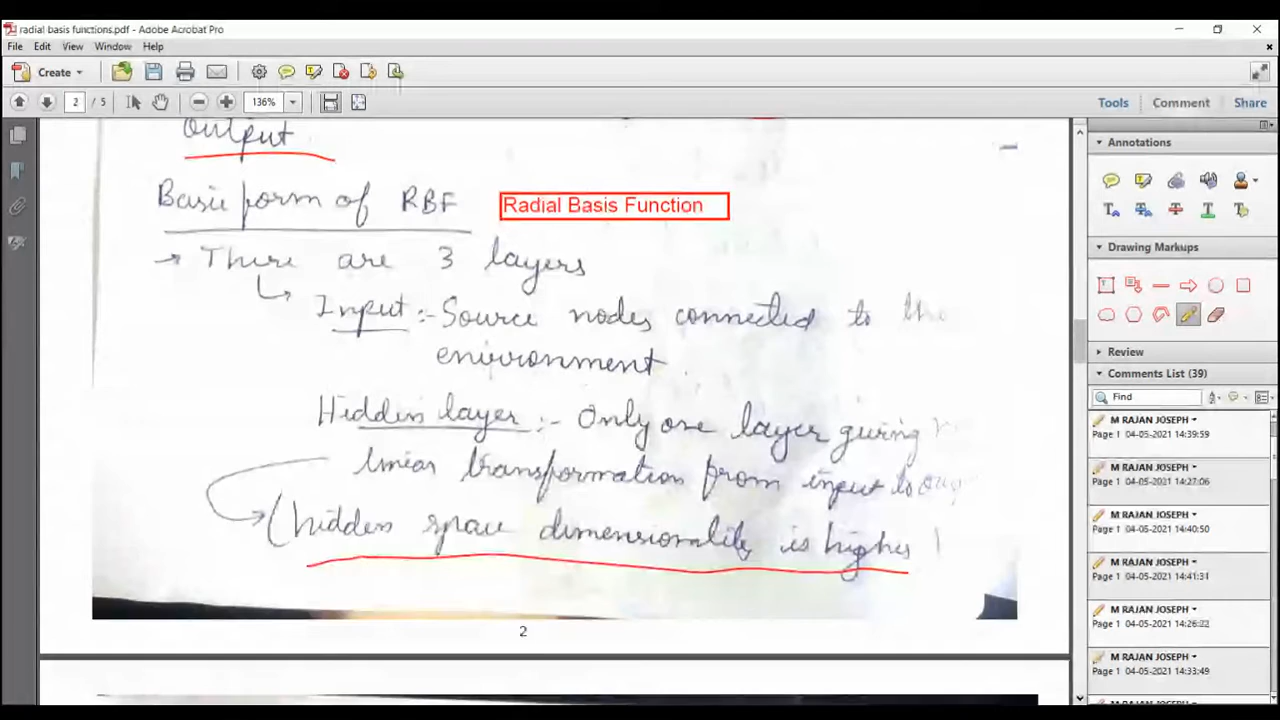 radial basis functions.pdf - Adobe Acrobat Pro
File Edit View Window Help
Create
2 / 5 136% Tools Comment Share
output
Basic form of RBF Radial Basis Function
→ There are 3 layers
Input :- Source nodes connected to the
environment
Hidden layer :- Only one layer giving
linear transformation from input to
(hidden space dimensionality is higher)
2
Annotations
Drawing Markups
Review
Comments List (39)
Find
M RAJAN JOSEPH
Page 1 04-05-2021 14:39:59
M RAJAN JOSEPH
Page 1 04-05-2021 14:27:06
M RAJAN JOSEPH
Page 1 04-05-2021 14:40:50
M RAJAN JOSEPH
Page 1 04-05-2021 14:41:31
M RAJAN JOSEPH
Page 1 04-05-2021 14:26:22
M RAJAN JOSEPH
Page 1 04-05-2021 14:33:49
M RAJAN JOSEPH